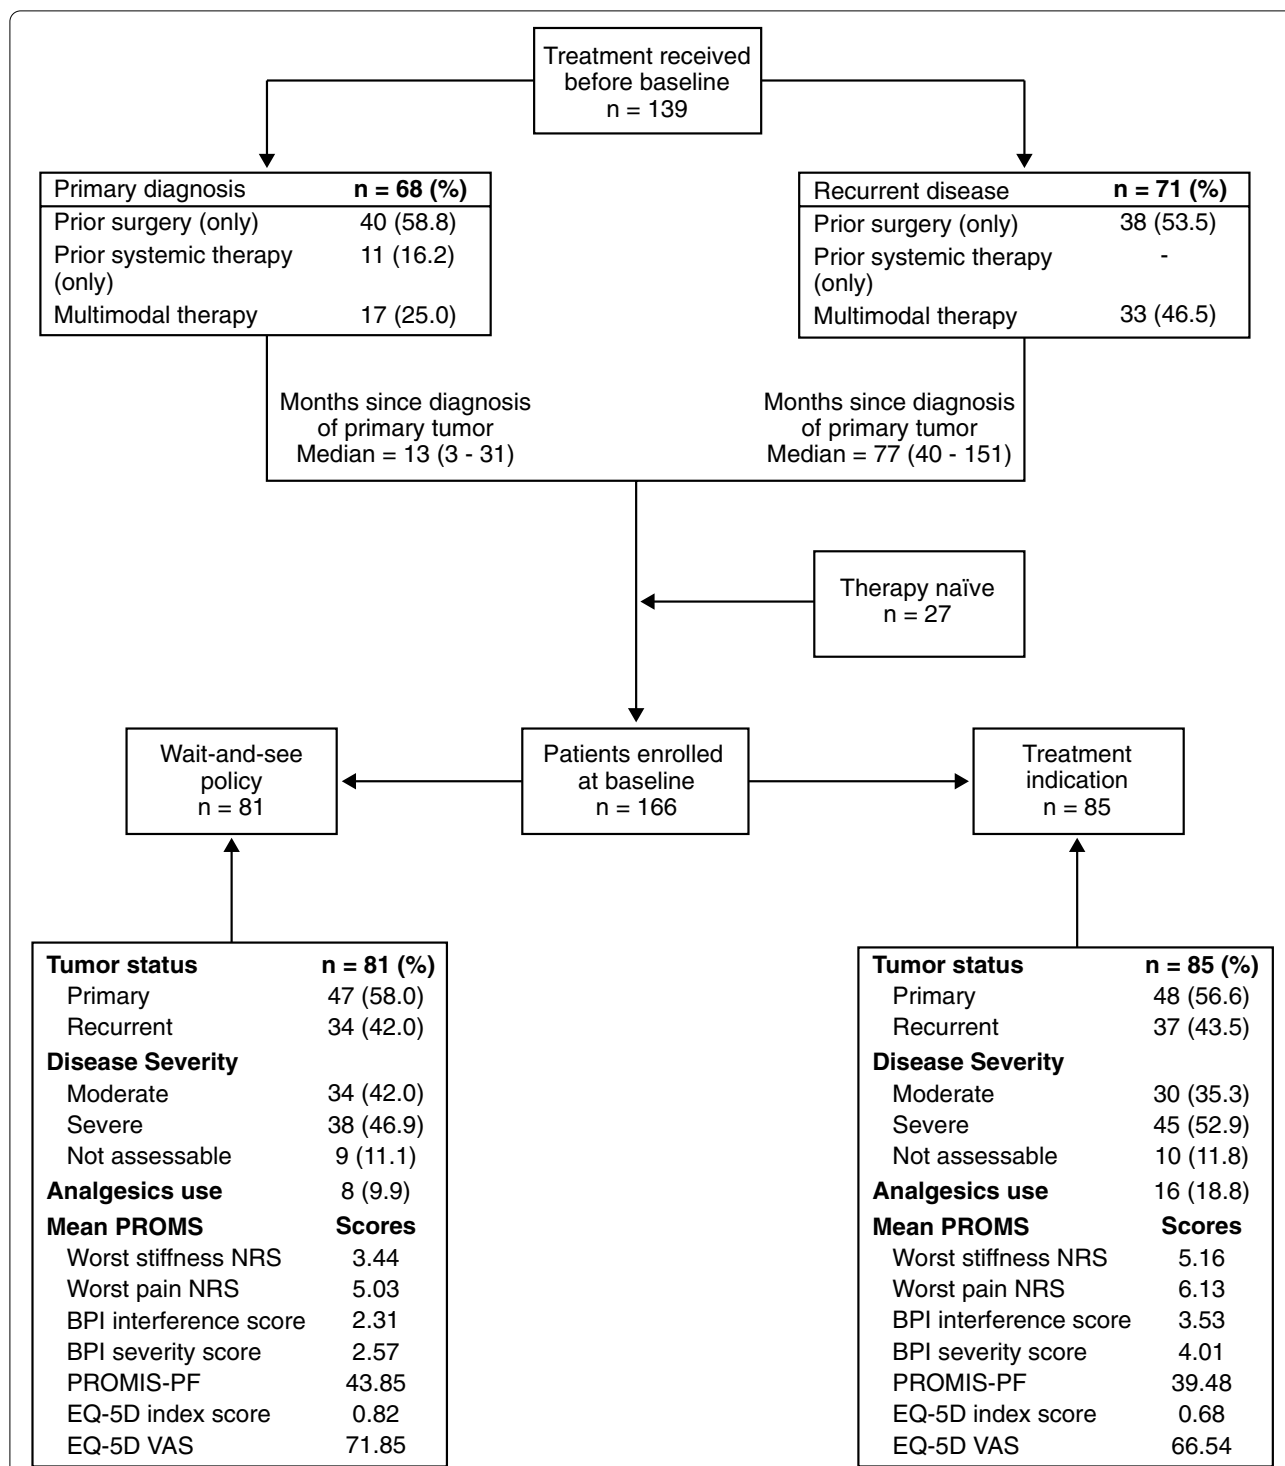 Treatment received
before baseline
n = 139
Primary diagnosis n = 68 (%)
Prior surgery (only) 40 (58.8)
Prior systemic therapy 11 (16.2)
(only)
Multimodal therapy 17 (25.0)
Recurrent disease n = 71 (%)
Prior surgery (only) 38 (53.5)
Prior systemic therapy -
(only)
Multimodal therapy 33 (46.5)
Months since diagnosis
of primary tumor
Median = 13 (3 - 31)
Months since diagnosis
of primary tumor
Median = 77 (40 - 151)
Therapy naïve
n = 27
Wait-and-see
policy
n = 81
Patients enrolled
at baseline
n = 166
Treatment
indication
n = 85
Tumor status n = 81 (%)
Primary 47 (58.0)
Recurrent 34 (42.0)
Disease Severity
Moderate 34 (42.0)
Severe 38 (46.9)
Not assessable 9 (11.1)
Analgesics use 8 (9.9)
Mean PROMS Scores
Worst stiffness NRS 3.44
Worst pain NRS 5.03
BPI interference score 2.31
BPI severity score 2.57
PROMIS-PF 43.85
EQ-5D index score 0.82
EQ-5D VAS 71.85
Tumor status n = 85 (%)
Primary 48 (56.6)
Recurrent 37 (43.5)
Disease Severity
Moderate 30 (35.3)
Severe 45 (52.9)
Not assessable 10 (11.8)
Analgesics use 16 (18.8)
Mean PROMS Scores
Worst stiffness NRS 5.16
Worst pain NRS 6.13
BPI interference score 3.53
BPI severity score 4.01
PROMIS-PF 39.48
EQ-5D index score 0.68
EQ-5D VAS 66.54